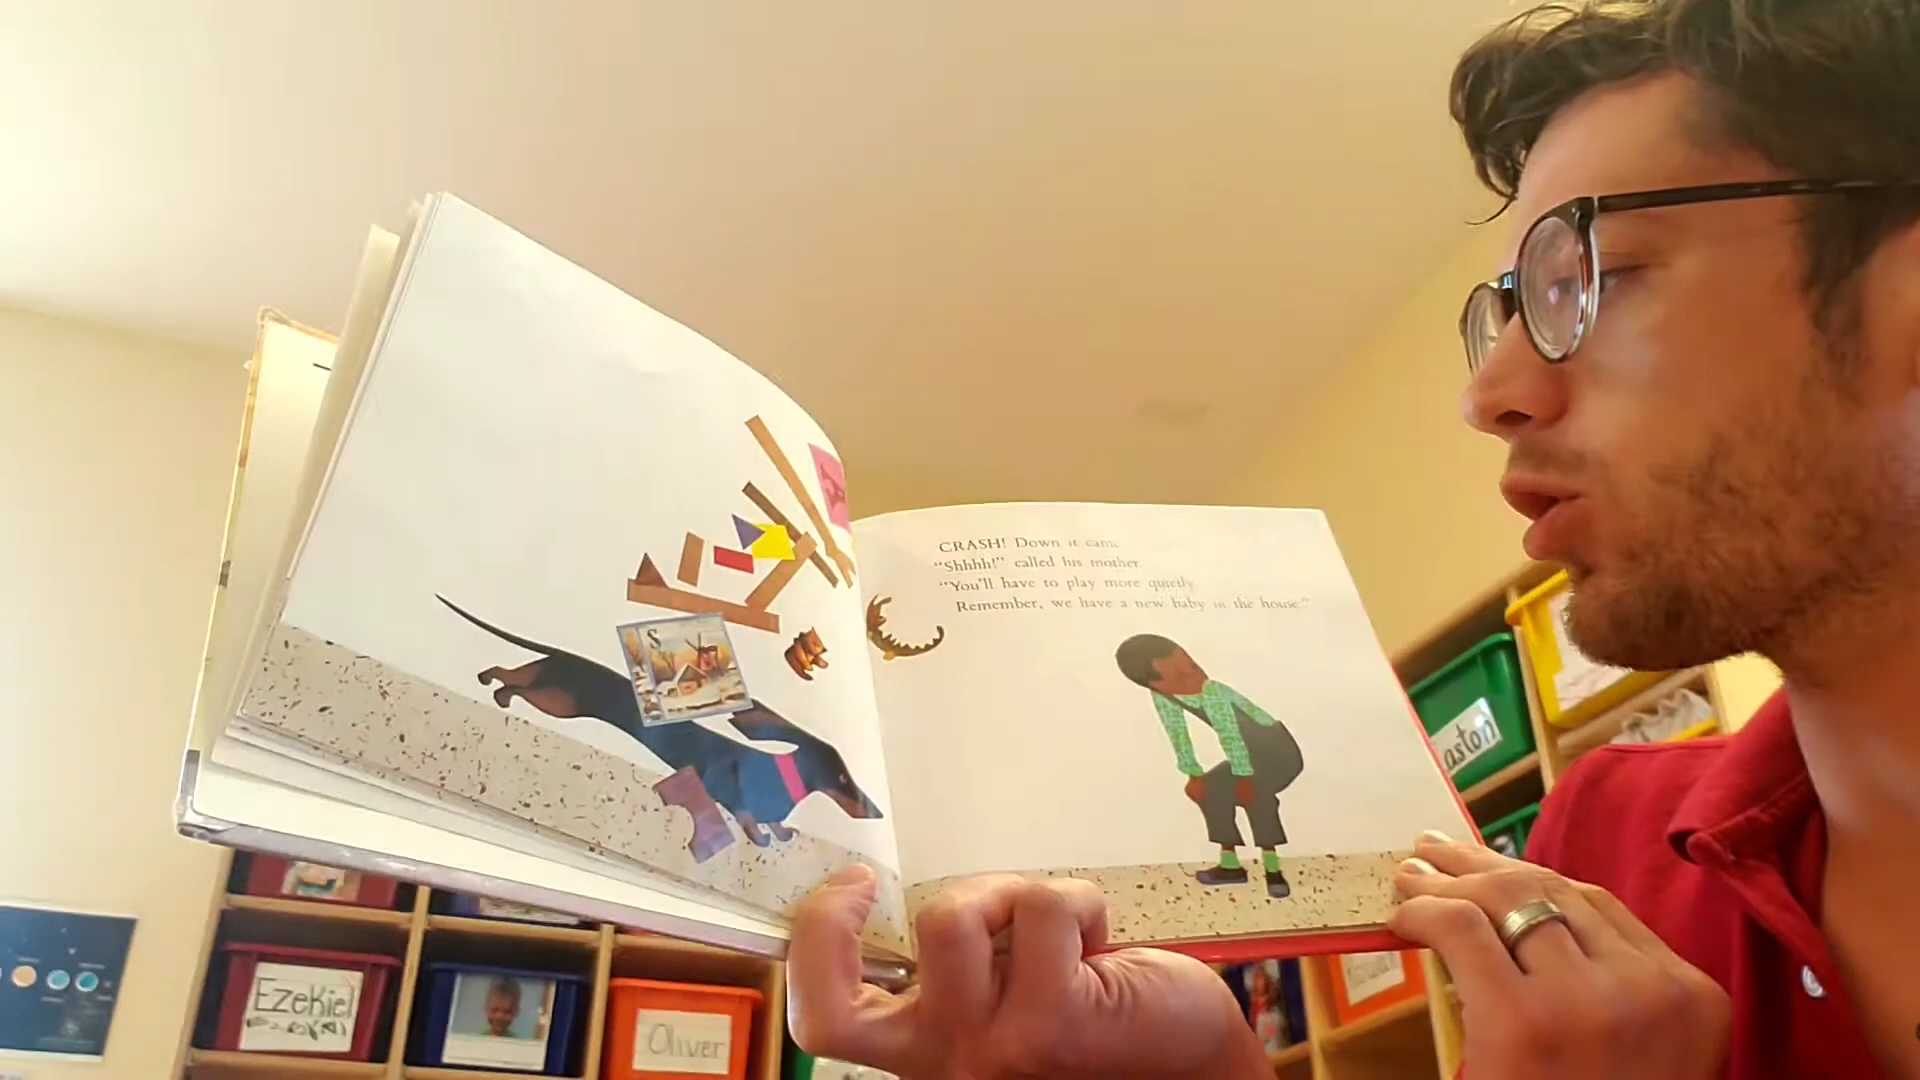 CRASH! Down it came.
"Shhhh!" called his mother.
"You'll have to play more quietly.
Remember, we have a new baby in the house."
S
aston
Ezekiel
Oliver